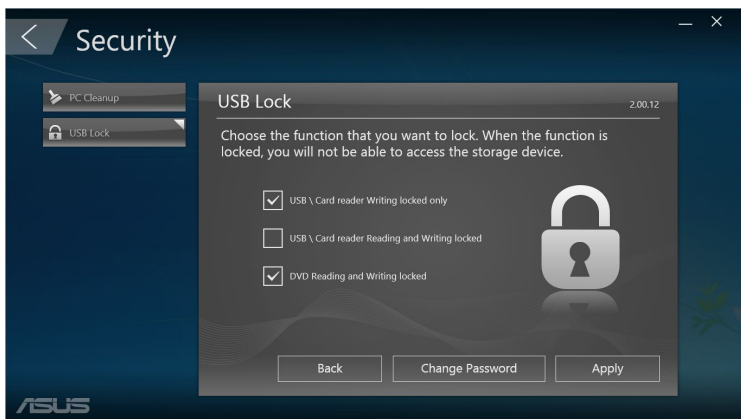 Security
PC Cleanup
USB Lock
USB Lock
2.00.12
Choose the function that you want to lock. When the function is
locked, you will not be able to access the storage device.
USB \ Card reader Writing locked only
USB \ Card reader Reading and Writing locked
DVD Reading and Writing locked
Back
Change Password
Apply
ASUS